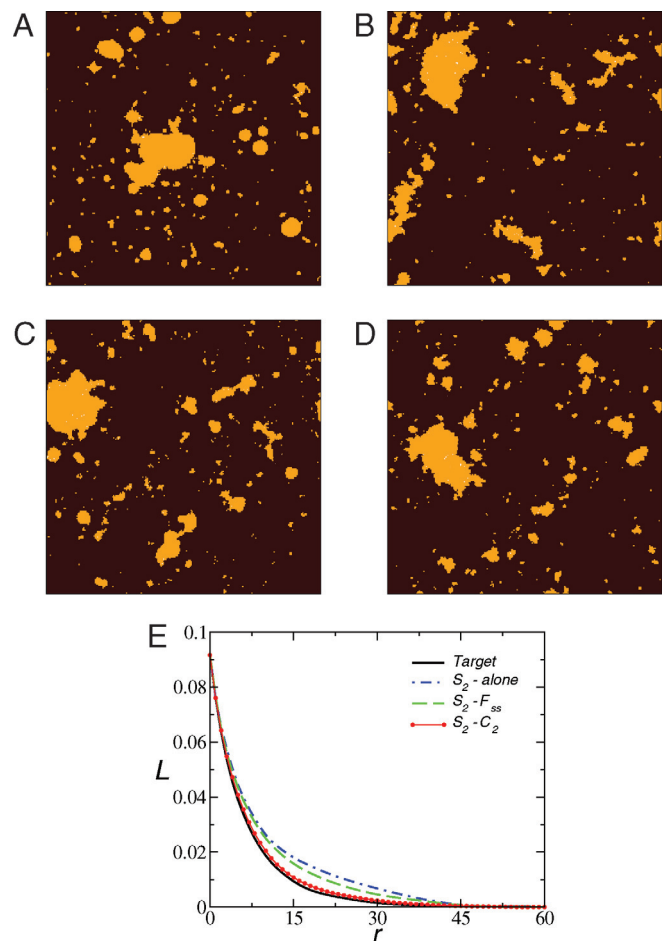 A
B
C
D
E
0.1
0.08
0.06
0.04
0.02
0
L
Target
S2 - alone
S2 - Fss
S2 - C2
0 15 30 45 60
r